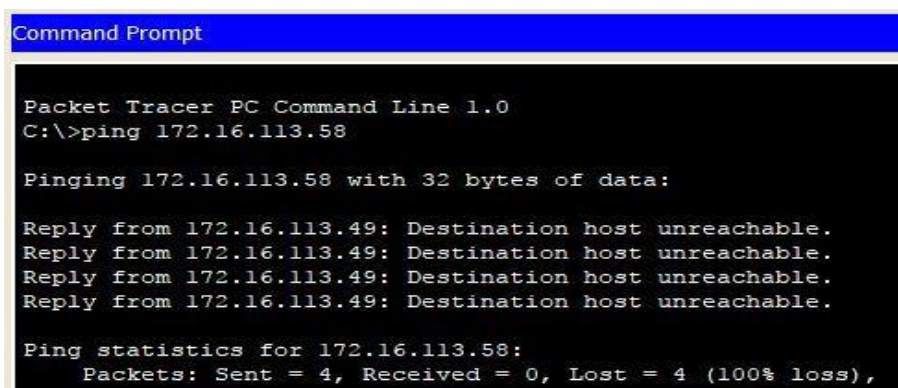 Command Prompt
Packet Tracer PC Command Line 1.0
C:\>ping 172.16.113.58
Pinging 172.16.113.58 with 32 bytes of data:
Reply from 172.16.113.49: Destination host unreachable.
Reply from 172.16.113.49: Destination host unreachable.
Reply from 172.16.113.49: Destination host unreachable.
Reply from 172.16.113.49: Destination host unreachable.
Ping statistics for 172.16.113.58:
Packets: Sent = 4, Received = 0, Lost = 4 (100% loss),